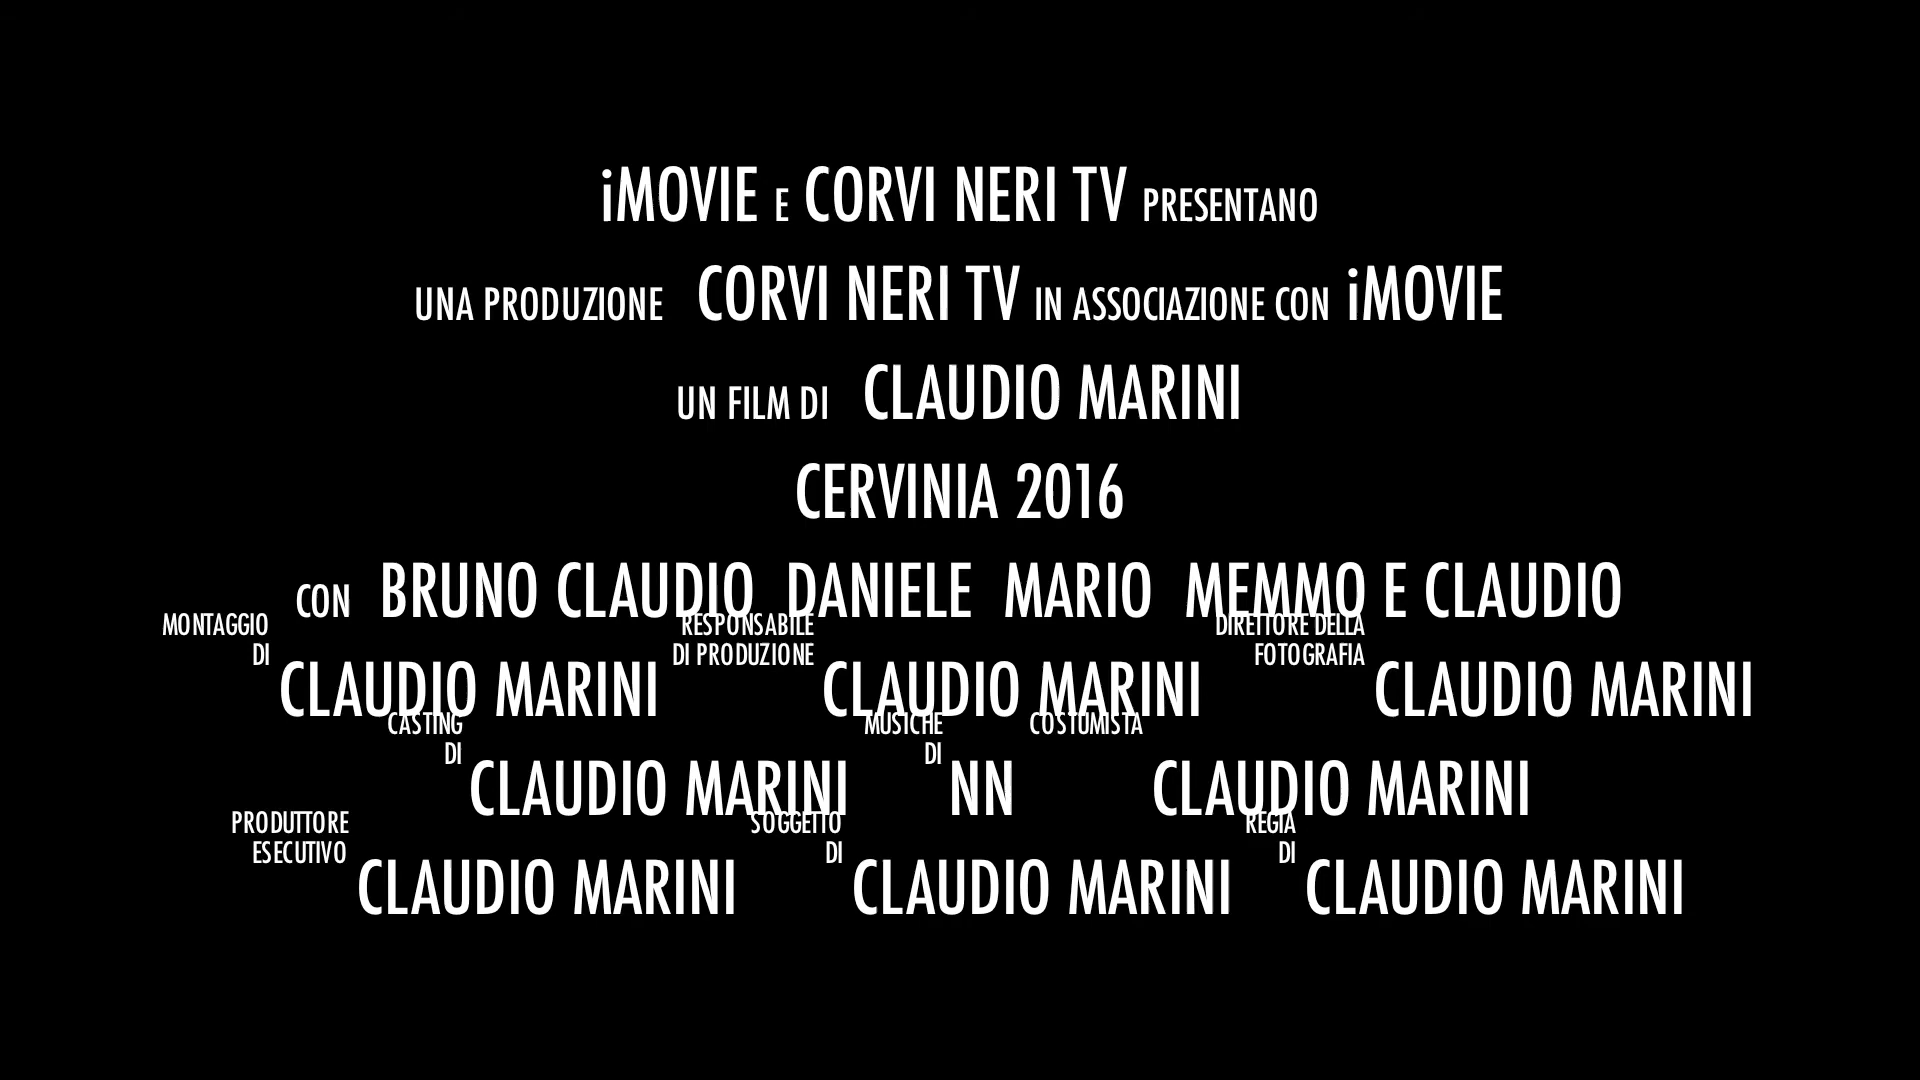 iMOVIE E CORVI NERI TV PRESENTANO
UNA PRODUZIONE CORVI NERI TV IN ASSOCIAZIONE CON iMOVIE
UN FILM DI CLAUDIO MARINI
CERVINIA 2016
CON BRUNO CLAUDIO DANIELE MARIO MEMMO E CLAUDIO
MONTAGGIO DI CLAUDIO MARINI RESPONSABILE DI PRODUZIONE CLAUDIO MARINI DIRETTORE DELLA FOTOGRAFIA CLAUDIO MARINI
CASTING DI CLAUDIO MARINI MUSICHE DI NN COSTUMISTA CLAUDIO MARINI
PRODUTTORE ESECUTIVO CLAUDIO MARINI SOGGETTO DI CLAUDIO MARINI REGIA DI CLAUDIO MARINI